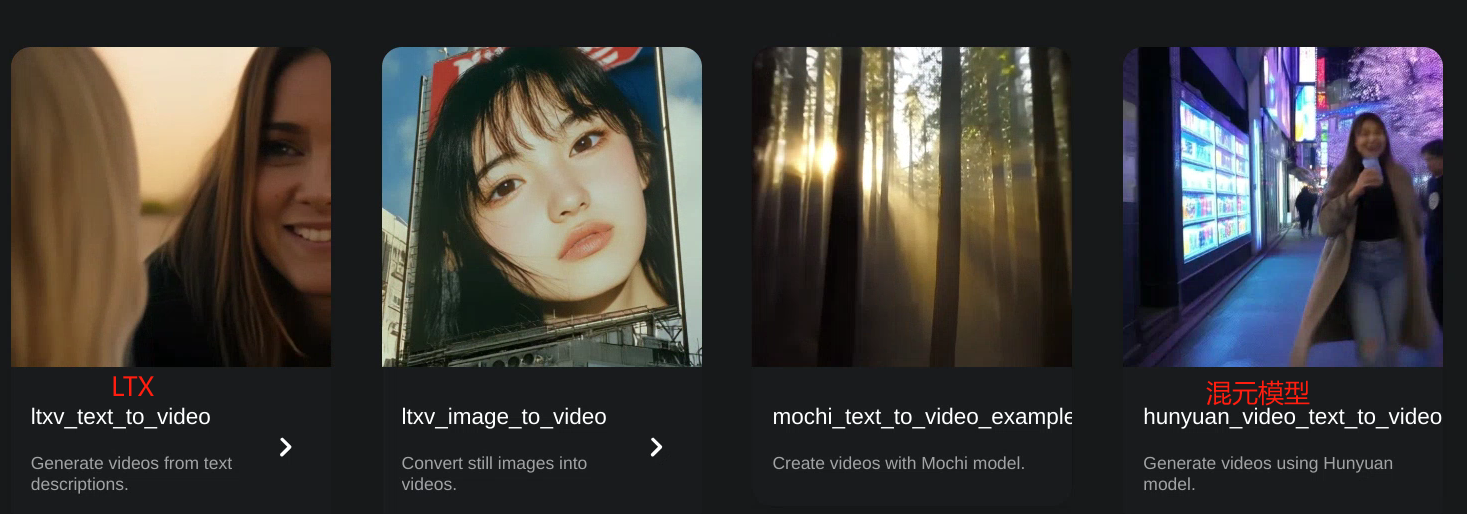 LTX
ltxv_text_to_video
Generate videos from text
descriptions.
ltxv_image_to_video
Convert still images into
videos.
mochi_text_to_video_example
Create videos with Mochi model.
混元模型
hunyuan_video_text_to_video
Generate videos using Hunyuan
model.